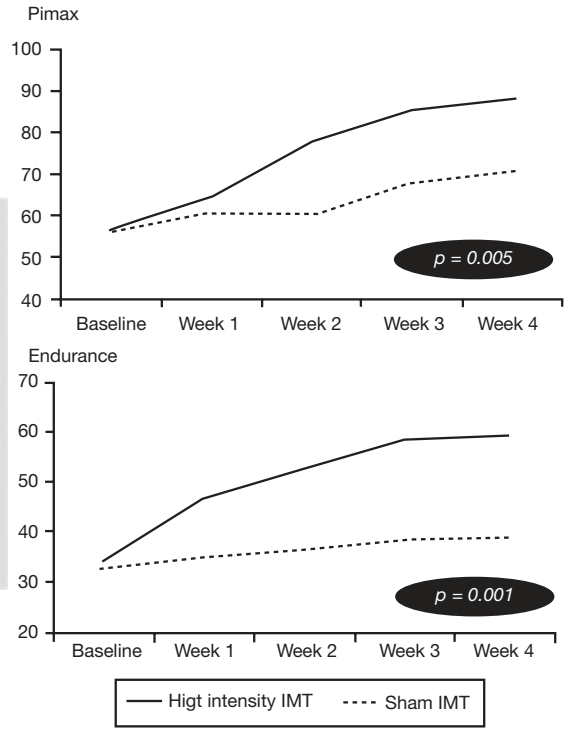 Pimax
100
90
80
70
60
50
40
p = 0.005
Baseline Week 1 Week 2 Week 3 Week 4
Endurance
70
60
50
40
30
20
p = 0.001
Baseline Week 1 Week 2 Week 3 Week 4
Higt intensity IMT Sham IMT